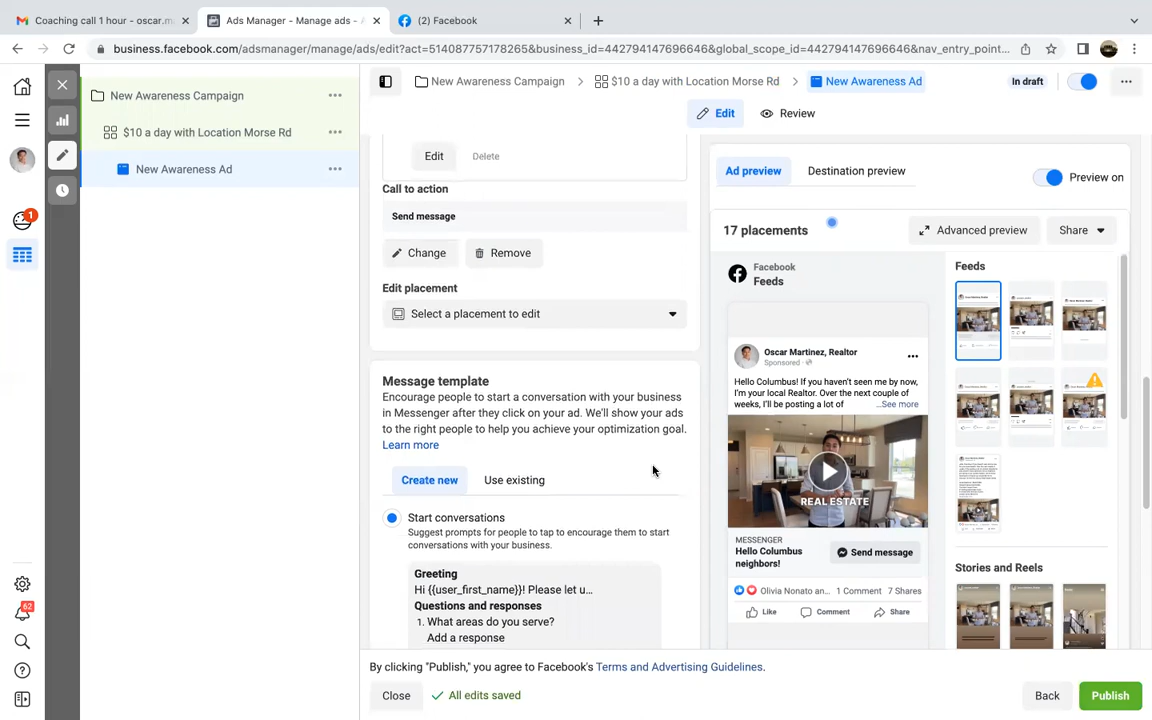 Coaching call 1 hour - oscar.m
Ads Manager - Manage ads - A
(2) Facebook
business.facebook.com/adsmanager/manage/ads/edit?act=514087757178265&business_id=442794147696646&global_scope_id=442794147696646&nav_entry_point...
New Awareness Campaign
$10 a day with Location Morse Rd
New Awareness Ad
In draft
New Awareness Campaign
$10 a day with Location Morse Rd
New Awareness Ad
1
62
Edit
Review
Edit
Delete
Call to action
Send message
Change
Remove
Edit placement
Select a placement to edit
Message template
Encourage people to start a conversation with your business
in Messenger after they click on your ad. We'll show your ads
to the right people to help you achieve your optimization goal.
Learn more
Create new
Use existing
Start conversations
Suggest prompts for people to tap to encourage them to start
conversations with your business.
Greeting
Hi {{user_first_name}}! Please let u...
Questions and responses
1. What areas do you serve?
Add a response
Ad preview
Destination preview
Preview on
17 placements
Advanced preview
Share
Facebook
Feeds
Oscar Martinez, Realtor
Sponsored ·
Hello Columbus! If you haven't seen me by now,
I'm your local Realtor. Over the next couple of
weeks, I'll be posting a lot of ...See more
REAL ESTATE
MESSENGER
Hello Columbus
neighbors!
Send message
Olivia Nonato an... 1 Comment 7 Shares
Like
Comment
Share
Feeds
Stories and Reels
By clicking "Publish," you agree to Facebook's Terms and Advertising Guidelines.
Close
All edits saved
Back
Publish